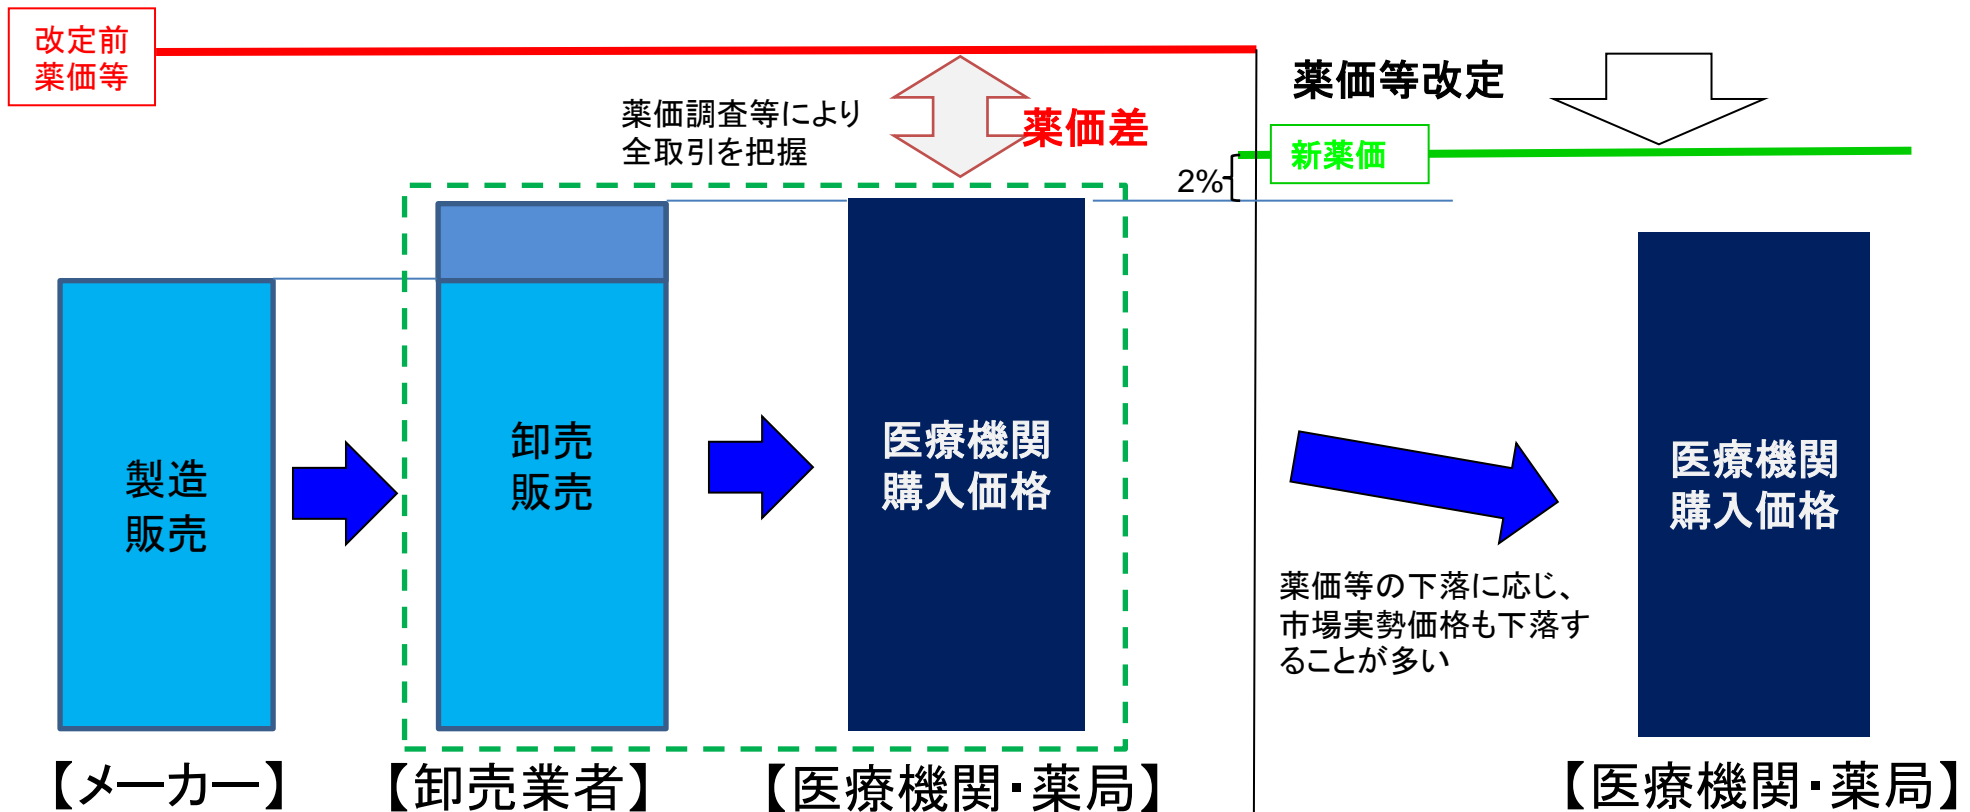 改定前
薬価等
薬価調査等により
全取引を把握
薬価差
薬価等改定
新薬価
2%
製造
販売
卸売
販売
医療機関
購入価格
医療機関
購入価格
薬価等の下落に応じ、
市場実勢価格も下落す
ることが多い
【メーカー】
【卸売業者】
【医療機関・薬局】
【医療機関・薬局】